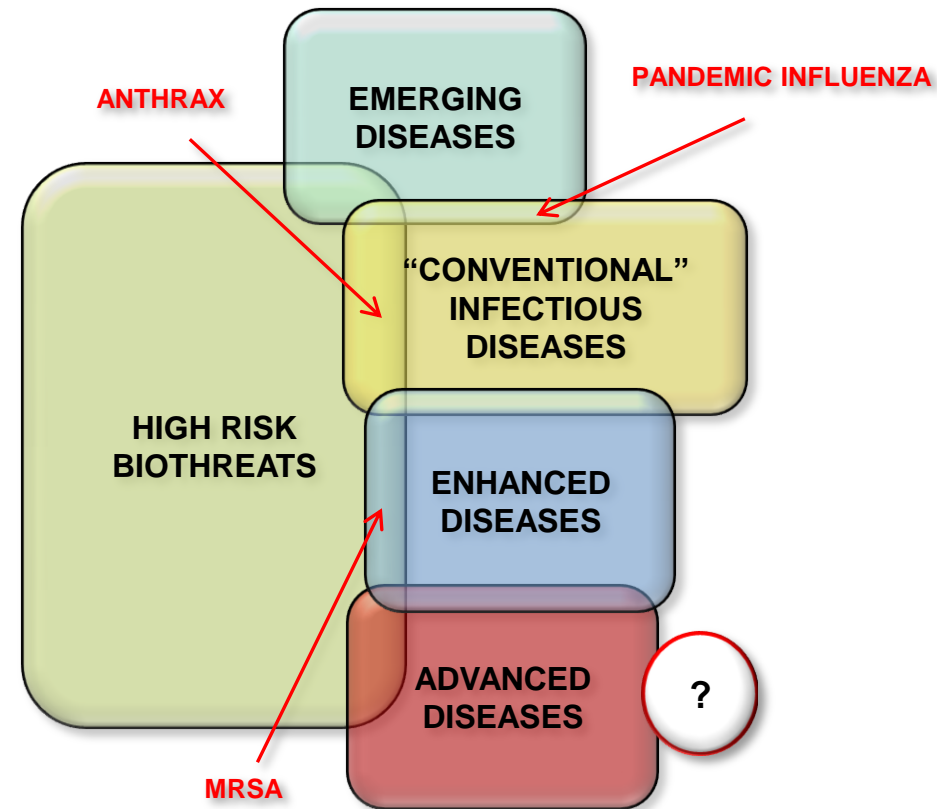 ANTHRAX
PANDEMIC INFLUENZA
EMERGING
DISEASES
“CONVENTIONAL”
INFECTIOUS
DISEASES
HIGH RISK
BIOTHREATS
ENHANCED
DISEASES
ADVANCED
DISEASES
?
MRSA